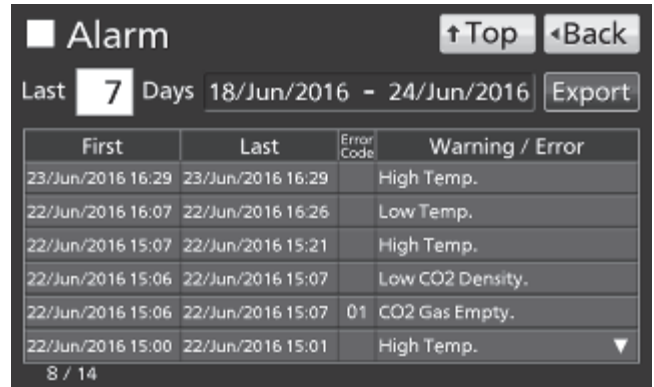 Alarm
↑Top
◂Back
Last 7 Days 18/Jun/2016 - 24/Jun/2016 Export
First Last Error Code Warning / Error
23/Jun/2016 16:29 23/Jun/2016 16:29 High Temp.
22/Jun/2016 16:07 22/Jun/2016 16:26 Low Temp.
22/Jun/2016 15:07 22/Jun/2016 15:21 High Temp.
22/Jun/2016 15:06 22/Jun/2016 15:07 Low CO2 Density.
22/Jun/2016 15:06 22/Jun/2016 15:07 01 CO2 Gas Empty.
22/Jun/2016 15:00 22/Jun/2016 15:01 High Temp. ▼
8 / 14